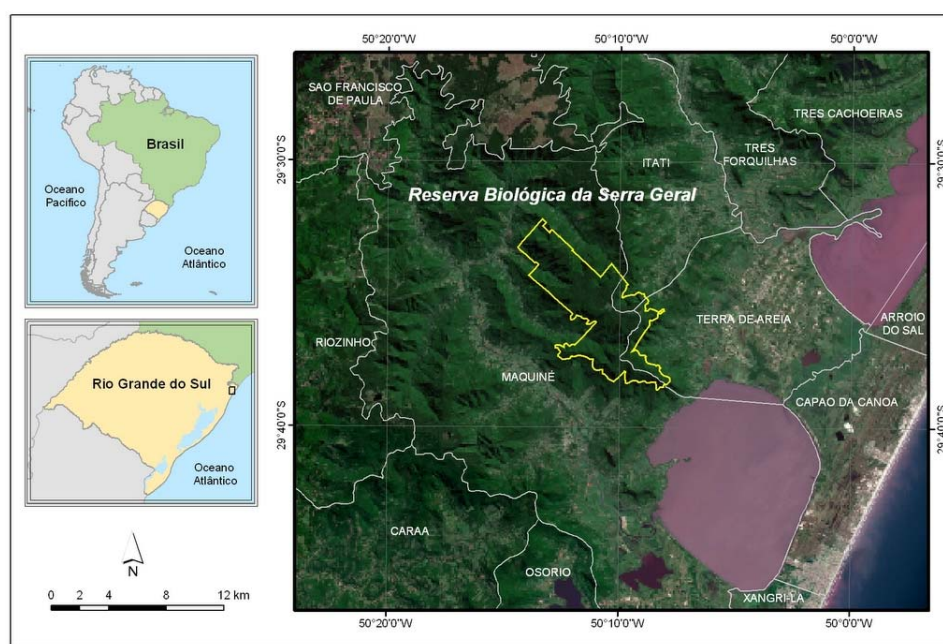 Brasil
Oceano
Pacífico
Oceano
Atlântico
Rio Grande do Sul
Oceano
Atlântico
N
0 2 4 8 12 km
50°20'0"W 50°10'0"W 50°0'0"W
SAO FRANCISCO
DE PAULA
TRES CACHOEIRAS
ITATI
TRES
FORQUILHAS
29°30'0"S
29°30'0"S
Reserva Biológica da Serra Geral
TERRA DE AREIA
ARROIO
DO SAL
RIOZINHO
MAQUINÉ
CAPAO DA CANOA
29°40'0"S
29°40'0"S
CARAA
OSORIO
XANGRI-LA
50°20'0"W 50°10'0"W 50°0'0"W